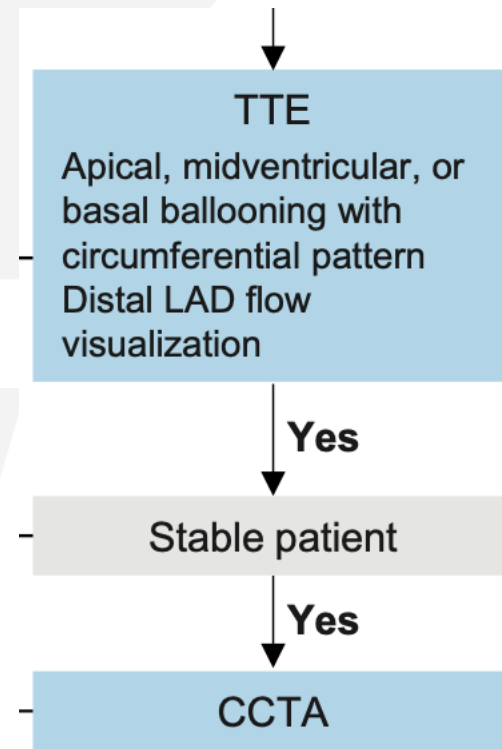 TTE
Apical, midventricular, or
basal ballooning with
circumferential pattern
Distal LAD flow
visualization
Yes
Stable patient
Yes
CCTA